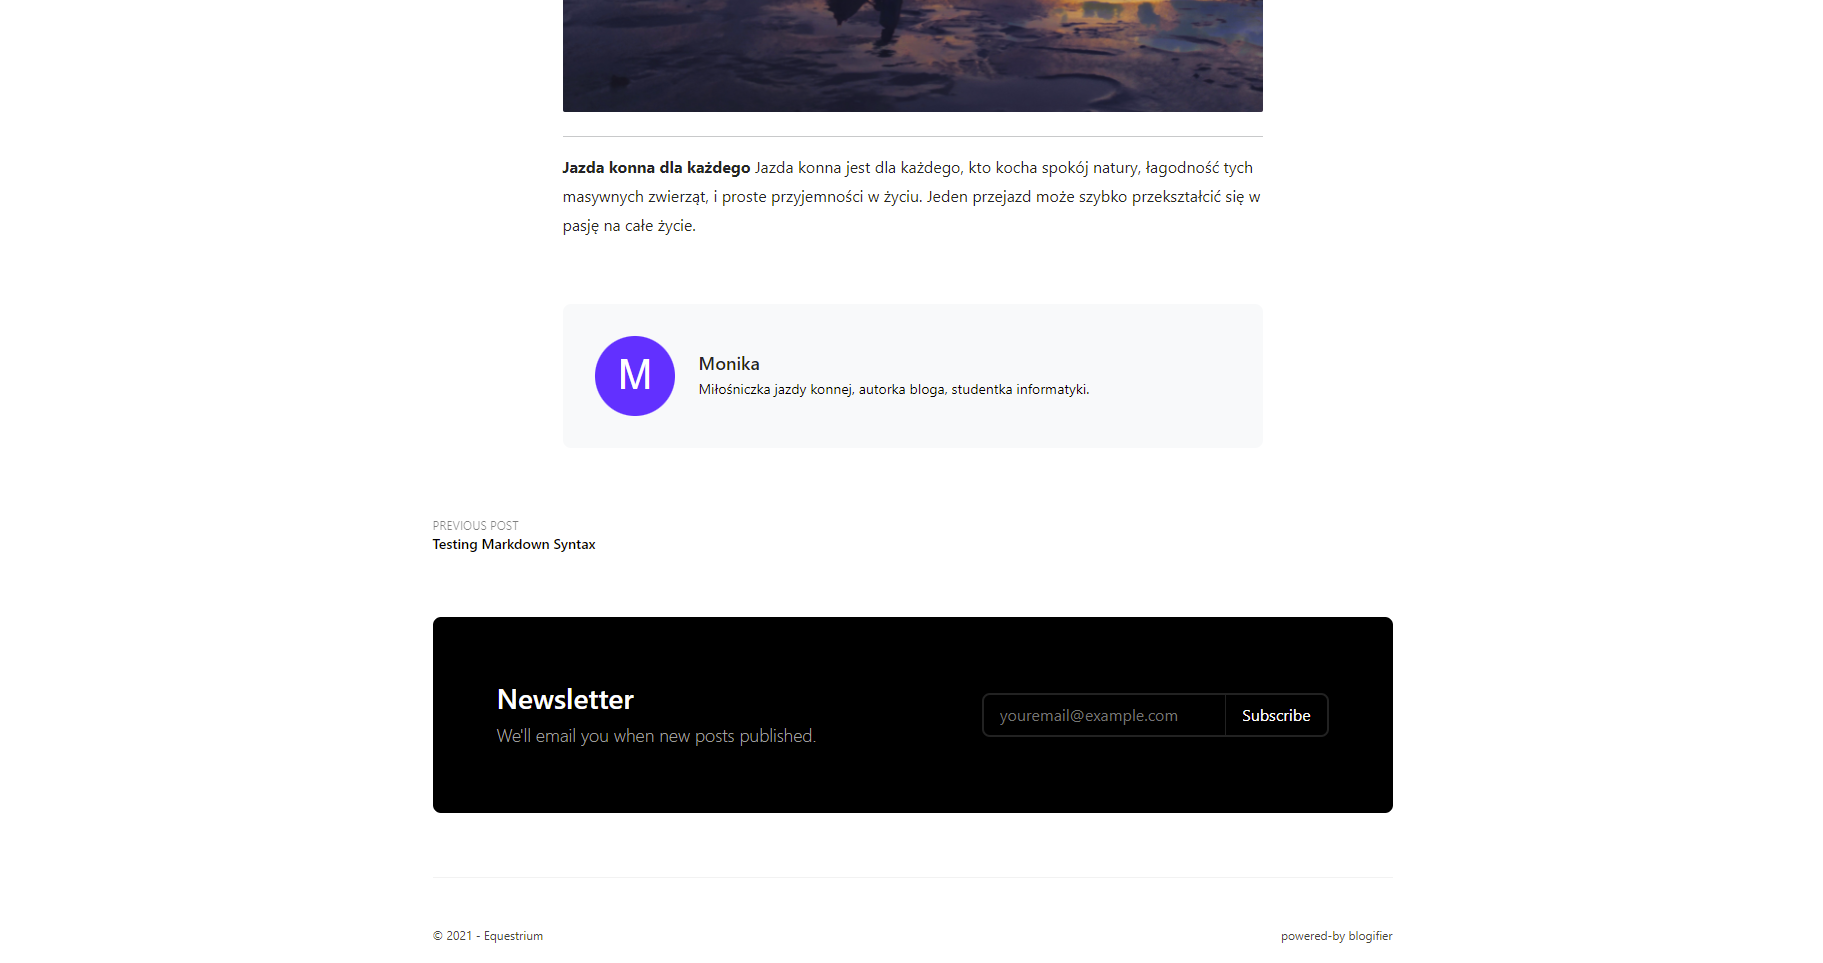 Jazda konna dla każdego Jazda konna jest dla każdego, kto kocha spokój natury, łagodność tych
masywnych zwierząt, i proste przyjemności w życiu. Jeden przejazd może szybko przekształcić się w
pasję na całe życie.
M
Monika
Miłośniczka jazdy konnej, autorka bloga, studentka informatyki.
PREVIOUS POST
Testing Markdown Syntax
Newsletter
We'll email you when new posts published.
youremail@example.com
Subscribe
© 2021 - Equestrium
powered-by blogifier